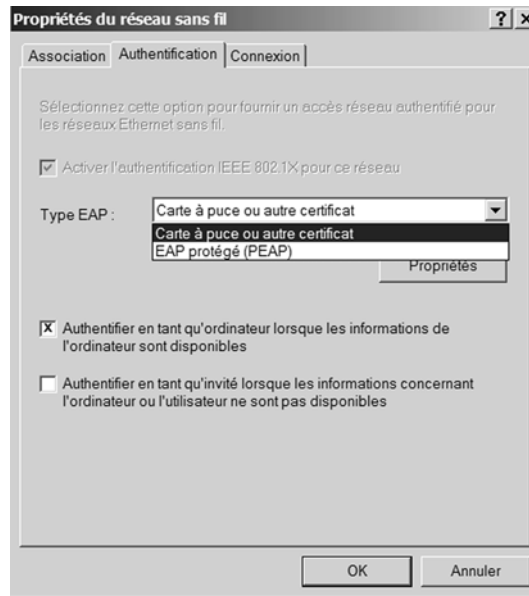 Propriétés du réseau sans fil
Association Authentification Connexion
Sélectionnez cette option pour fournir un accès réseau authentifié pour
les réseaux Ethernet sans fil.
Activer l'authentification IEEE 802.1X pour ce réseau
Type EAP : Carte à puce ou autre certificat
Carte à puce ou autre certificat
EAP protégé (PEAP)
Propriétés
Authentifier en tant qu'ordinateur lorsque les informations de
l'ordinateur sont disponibles
Authentifier en tant qu'invité lorsque les informations concernant
l'ordinateur ou l'utilisateur ne sont pas disponibles
OK Annuler